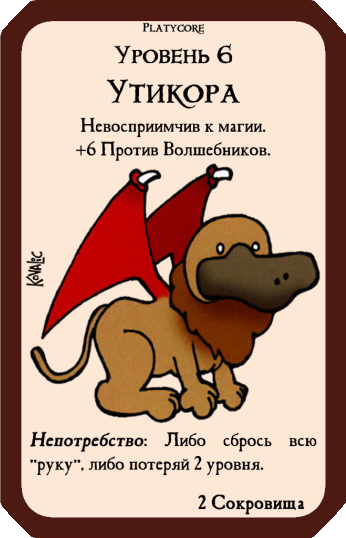 Platycore
Уровень 6
Утикора
Невосприимчив к магии.
+6 Против Волшебников.
Kovalic
Непотребство: Либо сбрось всю
"руку", либо потеряй 2 уровня.
2 Сокровища